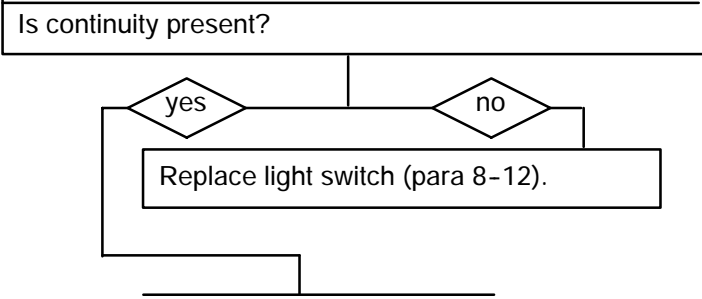 Is continuity present?
yes
no
Replace light switch (para 8-12).